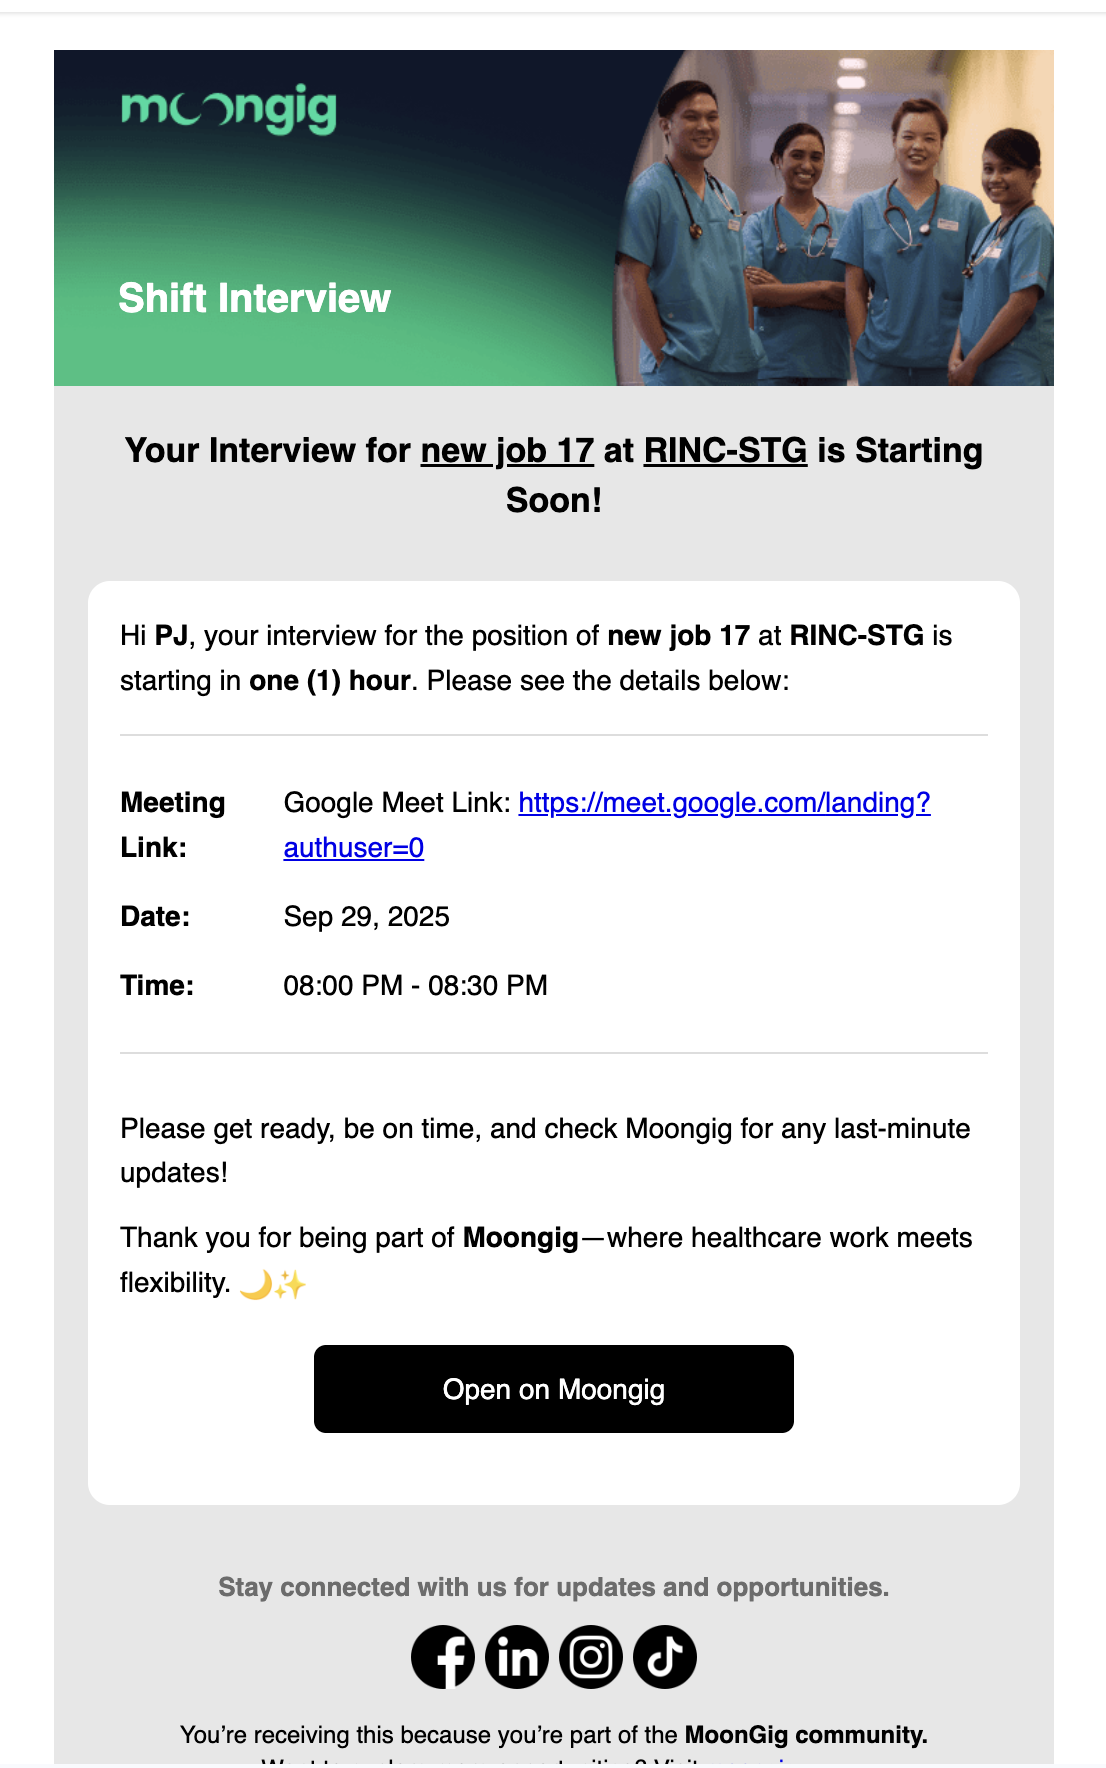 moongig
Shift Interview
Your Interview for new job 17 at RINC-STG is Starting
Soon!
Hi PJ, your interview for the position of new job 17 at RINC-STG is
starting in one (1) hour. Please see the details below:
Meeting Link:
Google Meet Link: https://meet.google.com/landing?
authuser=0
Date: Sep 29, 2025
Time: 08:00 PM - 08:30 PM
Please get ready, be on time, and check Moongig for any last-minute
updates!
Thank you for being part of Moongig—where healthcare work meets
flexibility. 🌙✨
Open on Moongig
Stay connected with us for updates and opportunities.
You’re receiving this because you’re part of the MoonGig community.